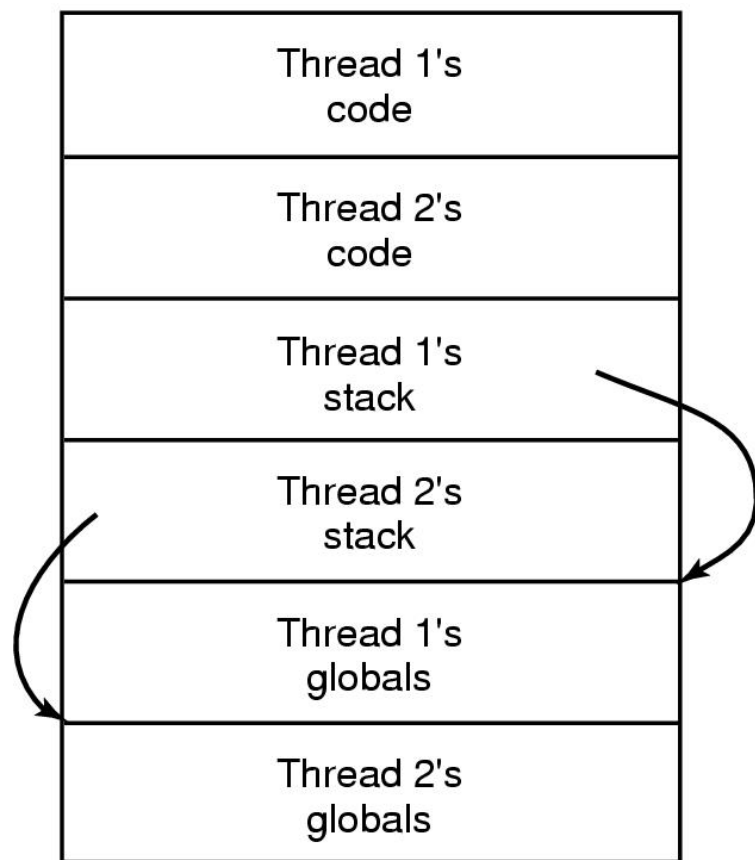 Thread 1's
code
Thread 2's
code
Thread 1's
stack
Thread 2's
stack
Thread 1's
globals
Thread 2's
globals